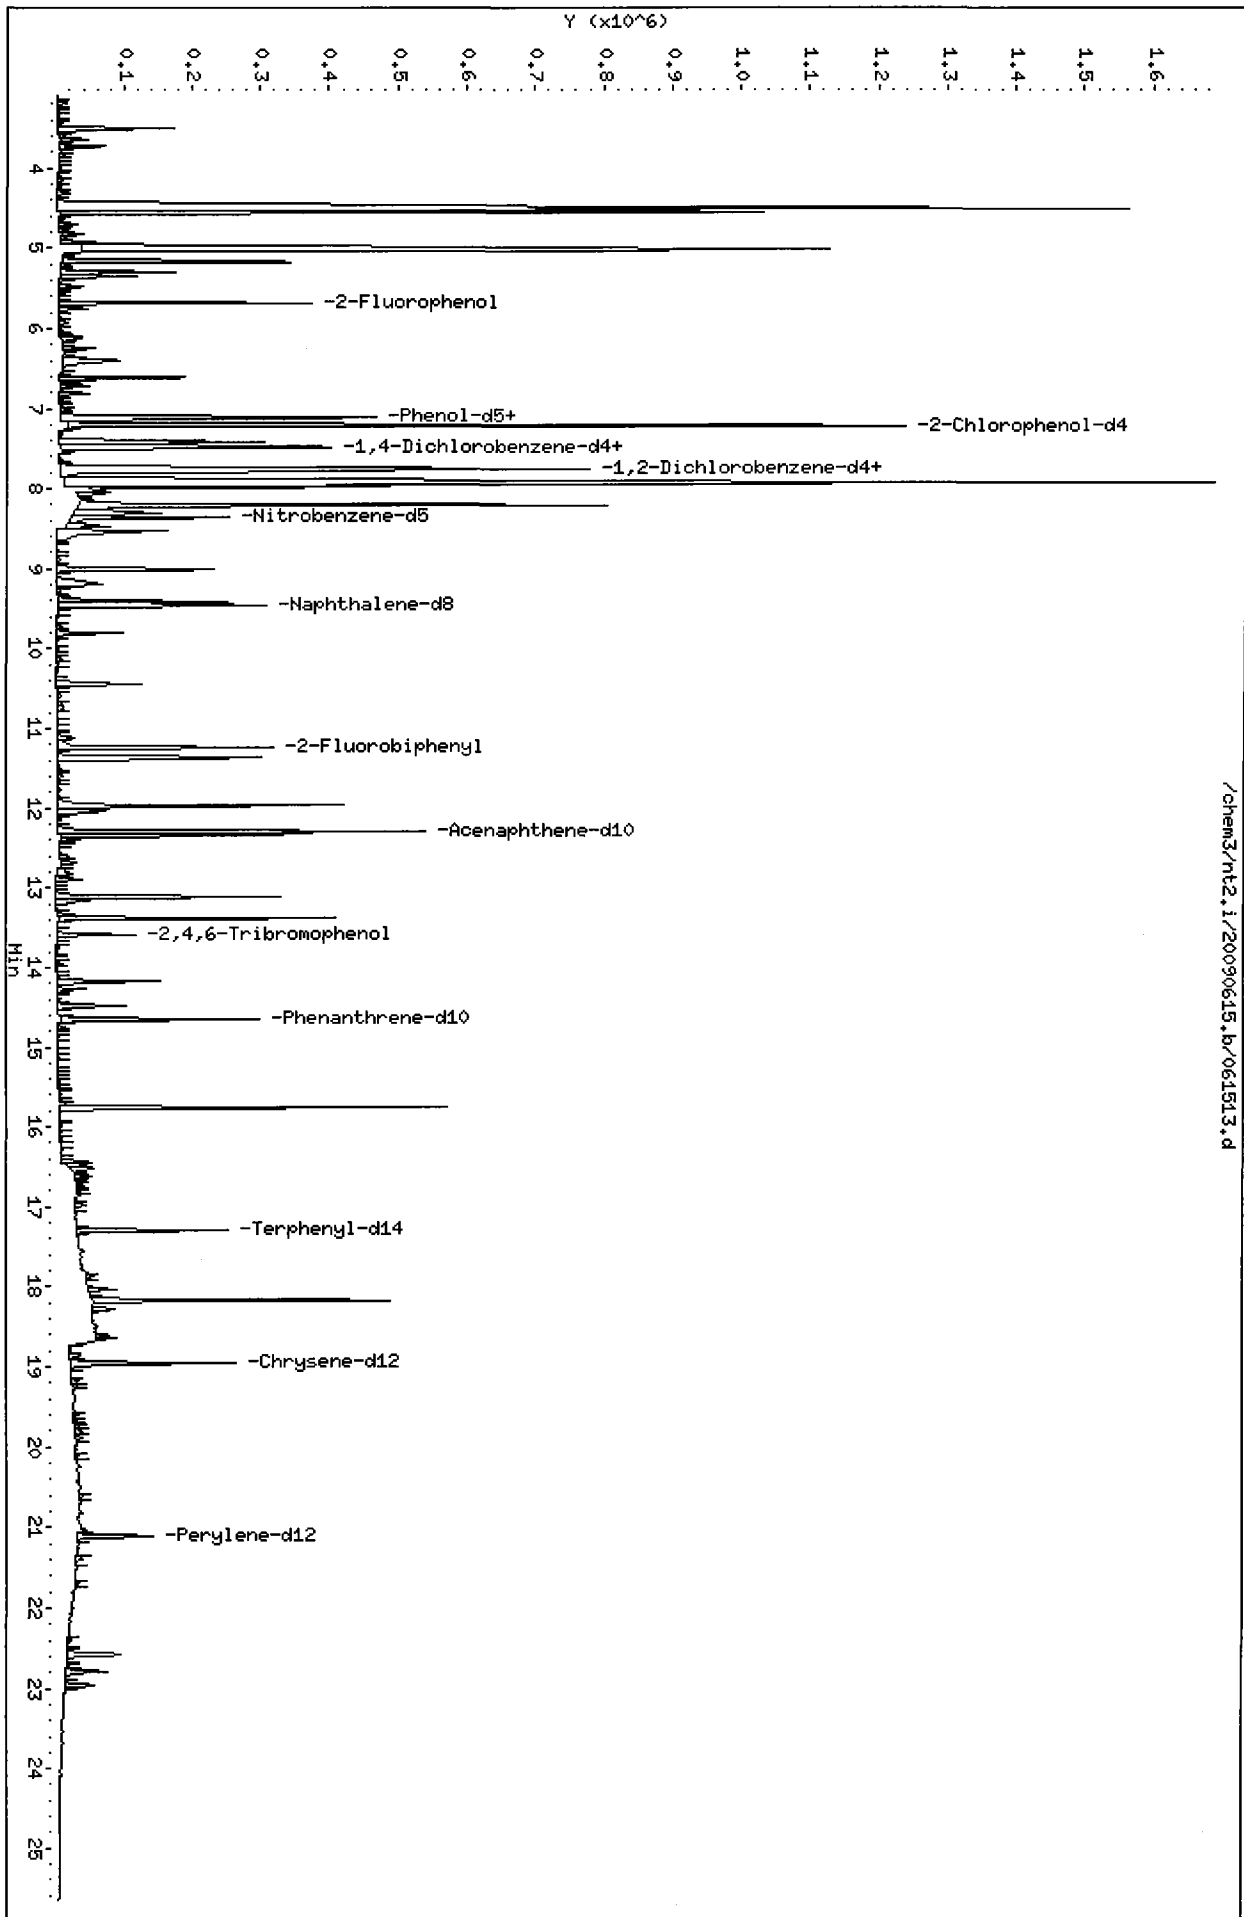 /chem3/nt2.i/20090615.b/061513.d
Y (x10^6)
1.6
1.5
1.4
1.3
1.2
1.1
1.0
0.9
0.8
0.7
0.6
0.5
0.4
0.3
0.2
0.1
-2-Fluorophenol
-Phenol-d5+
-2-Chlorophenol-d4
-1,4-Dichlorobenzene-d4+
-1,2-Dichlorobenzene-d4+
-Nitrobenzene-d5
-Naphthalene-d8
-2-Fluorobiphenyl
-Acenaphthene-d10
-2,4,6-Tribromophenol
-Phenanthrene-d10
-Terphenyl-d14
-Chrysene-d12
-Perylene-d12
4
5
6
7
8
9
10
11
12
13
14
15
16
17
18
19
20
21
22
23
24
25
Min